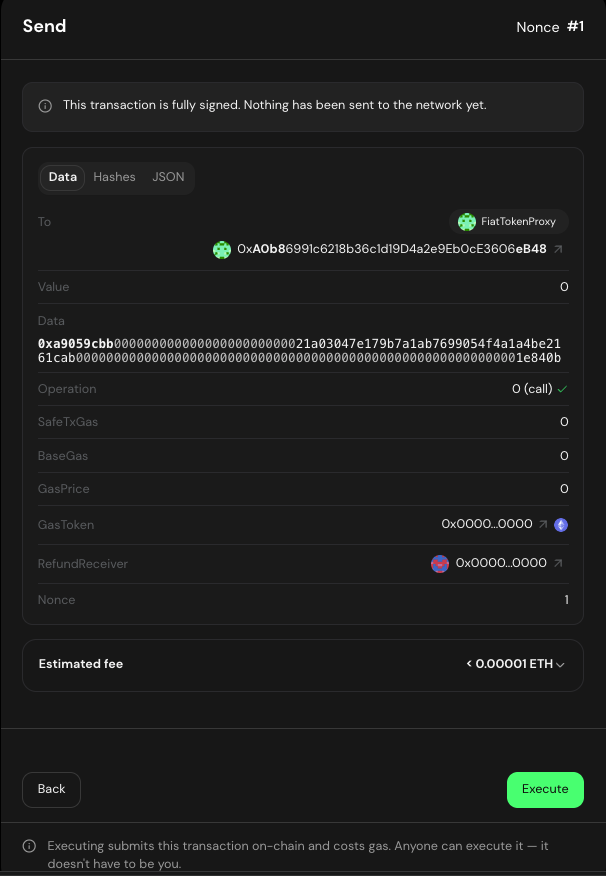 Send
Nonce #1
This transaction is fully signed. Nothing has been sent to the network yet.
Data
Hashes
JSON
To
FiatTokenProxy
0xA0b86991c6218b36c1d19D4a2e9Eb0cE3606eB48
Value
0
Data
0xa9059cbb00000000000000000000000021a03047e179b7a1ab7699054f4a1a4be21
61cab00000000000000000000000000000000000000000000000000000000001e840b
Operation
0 (call)
SafeTxGas
0
BaseGas
0
GasPrice
0
GasToken
0x0000...0000
RefundReceiver
0x0000...0000
Nonce
1
Estimated fee
< 0.00001 ETH
Back
Execute
Executing submits this transaction on-chain and costs gas. Anyone can execute it — it
doesn't have to be you.